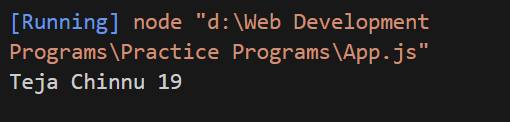 [Running] node "d:\Web Development
Programs\Practice Programs\App.js"
Teja Chinnu 19